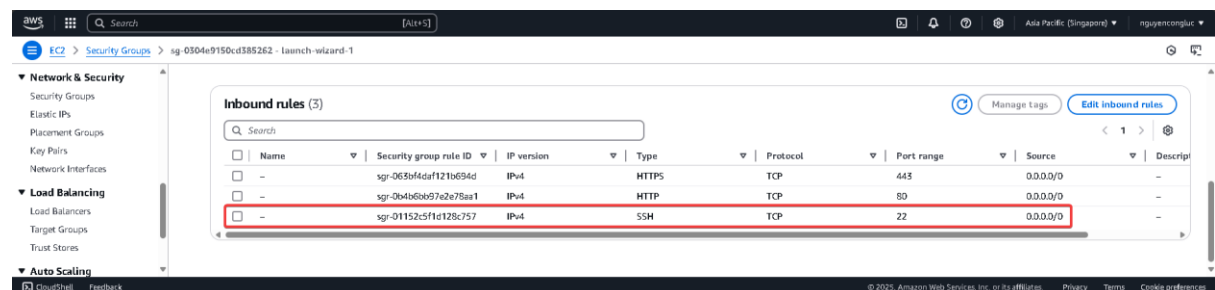 aws Search [Alt+S] Asia Pacific (Singapore) ▼ nguyencongluc ▼
EC2 > Security Groups > sg-0304e9150cd385262 - launch-wizard-1
▼ Network & Security
Security Groups
Elastic IPs
Placement Groups
Key Pairs
Network Interfaces
▼ Load Balancing
Load Balancers
Target Groups
Trust Stores
▼ Auto Scaling
Inbound rules (3) Manage tags Edit inbound rules
Search < 1 >
Name Security group rule ID IP version Type Protocol Port range Source Descript
– sgr-063bf4daf121b694d IPv4 HTTPS TCP 443 0.0.0.0/0 –
– sgr-0b4b6bb97e2e78aa1 IPv4 HTTP TCP 80 0.0.0.0/0 –
– sgr-01152c5f1d128c757 IPv4 SSH TCP 22 0.0.0.0/0 –
CloudShell Feedback © 2025, Amazon Web Services, Inc. or its affiliates. Privacy Terms Cookie preferences